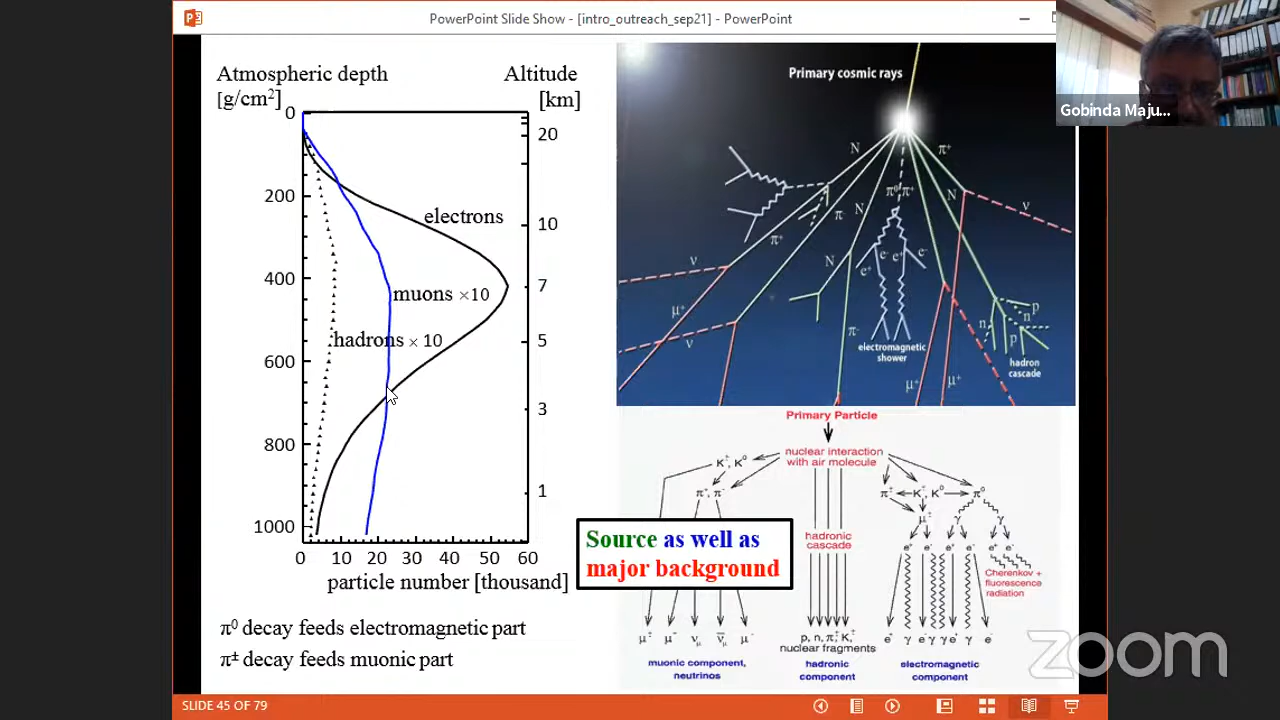 PowerPoint Slide Show - [intro_outreach_sep21] - PowerPoint
Gobinda Maju...
Atmospheric depth
[g/cm²]
Altitude
[km]
0
200
400
600
800
1000
20
10
7
5
3
1
electrons
muons ×10
hadrons × 10
0 10 20 30 40 50 60
particle number [thousand]
π⁰ decay feeds electromagnetic part
π± decay feeds muonic part
Primary cosmic rays
N
π⁺
π⁰
π⁺
N
π⁻
N
ν
π⁺
N
e⁻
e⁺
e⁻
e⁺
ν
μ⁺
ν
π⁻
p
n
n
p
μ⁺
μ⁺
electromagnetic
shower
hadron
cascade
Primary Particle
nuclear interaction
with air molecule
K±, K⁰
π⁺, π⁻
π± K±, K⁰ π⁰
μ±
γ γ
e⁺ e⁻ e⁺ e⁻ e⁺ e⁻
hadronic
cascade
Cherenkov +
fluorescence
radiation
Source as well as
major background
p, n, π±, K±,
nuclear fragments
muonic component,
neutrinos
hadronic
component
electromagnetic
component
zoom
SLIDE 45 OF 79